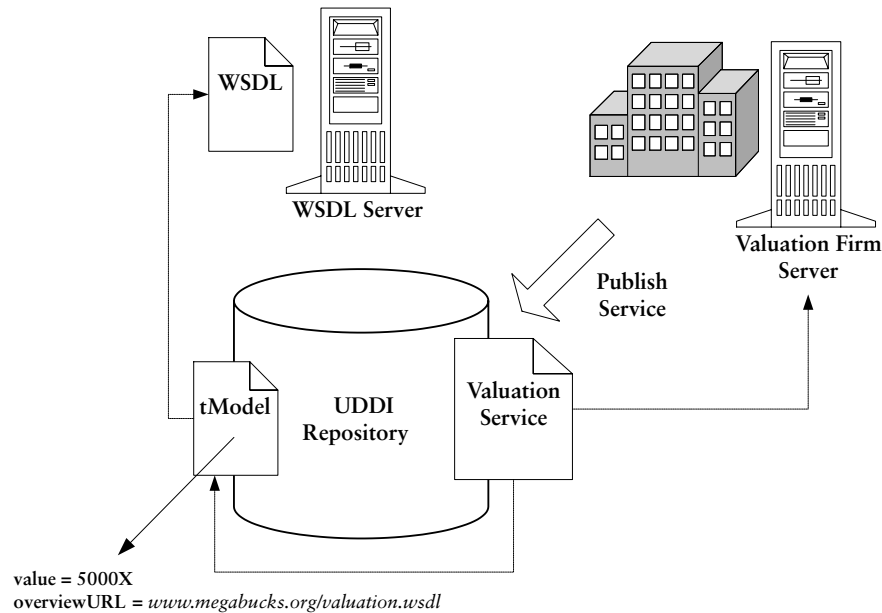 WSDL
WSDL Server
Valuation Firm
Server
Publish
Service
tModel
UDDI
Repository
Valuation
Service
value = 5000X
overviewURL = www.megabucks.org/valuation.wsdl